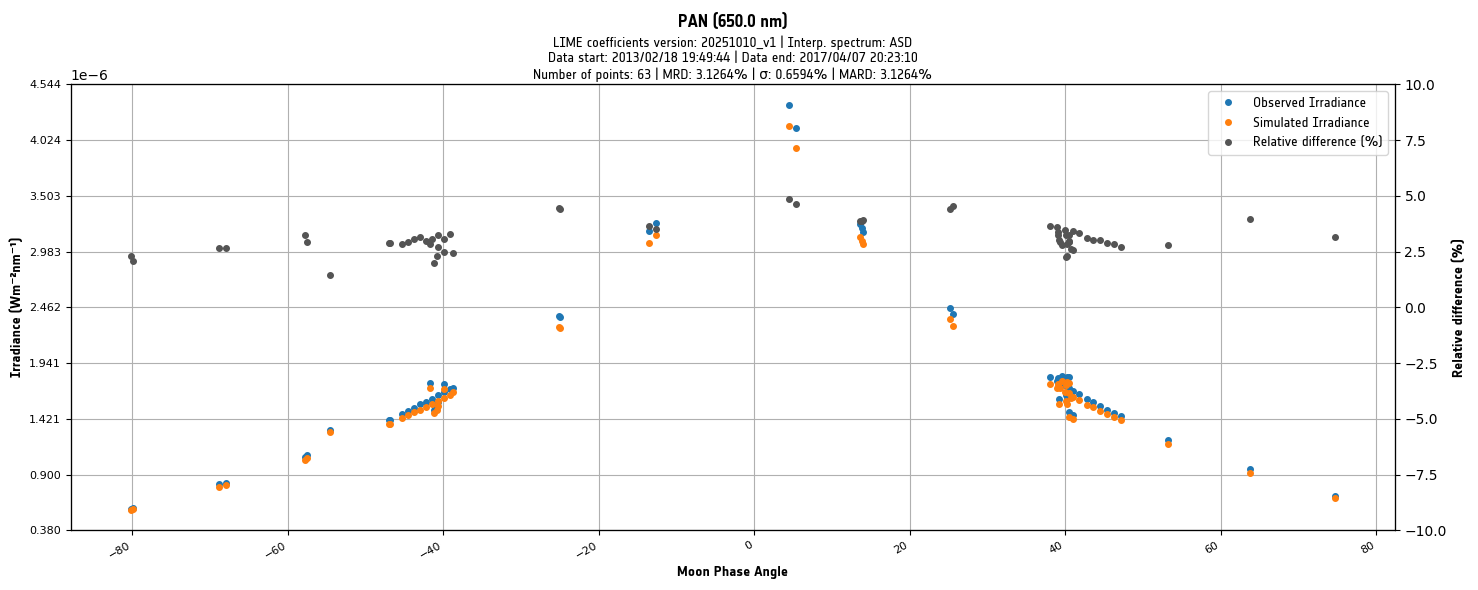 PAN (650.0 nm)
LIME coefficients version: 20251010_v1 | Interp. spectrum: ASD
Data start: 2013/02/18 19:49:44 | Data end: 2017/04/07 20:23:10
Number of points: 63 | MRD: 3.1264% | σ: 0.6594% | MARD: 3.1264%
1e−6
4.544
4.024
3.503
2.983
2.462
1.941
1.421
0.900
0.380
Irradiance (Wm⁻²nm⁻¹)
10.0
7.5
5.0
2.5
0.0
−2.5
−5.0
−7.5
−10.0
Relative difference (%)
Observed Irradiance
Simulated Irradiance
Relative difference (%)
−80
−60
−40
−20
0
20
40
60
80
Moon Phase Angle